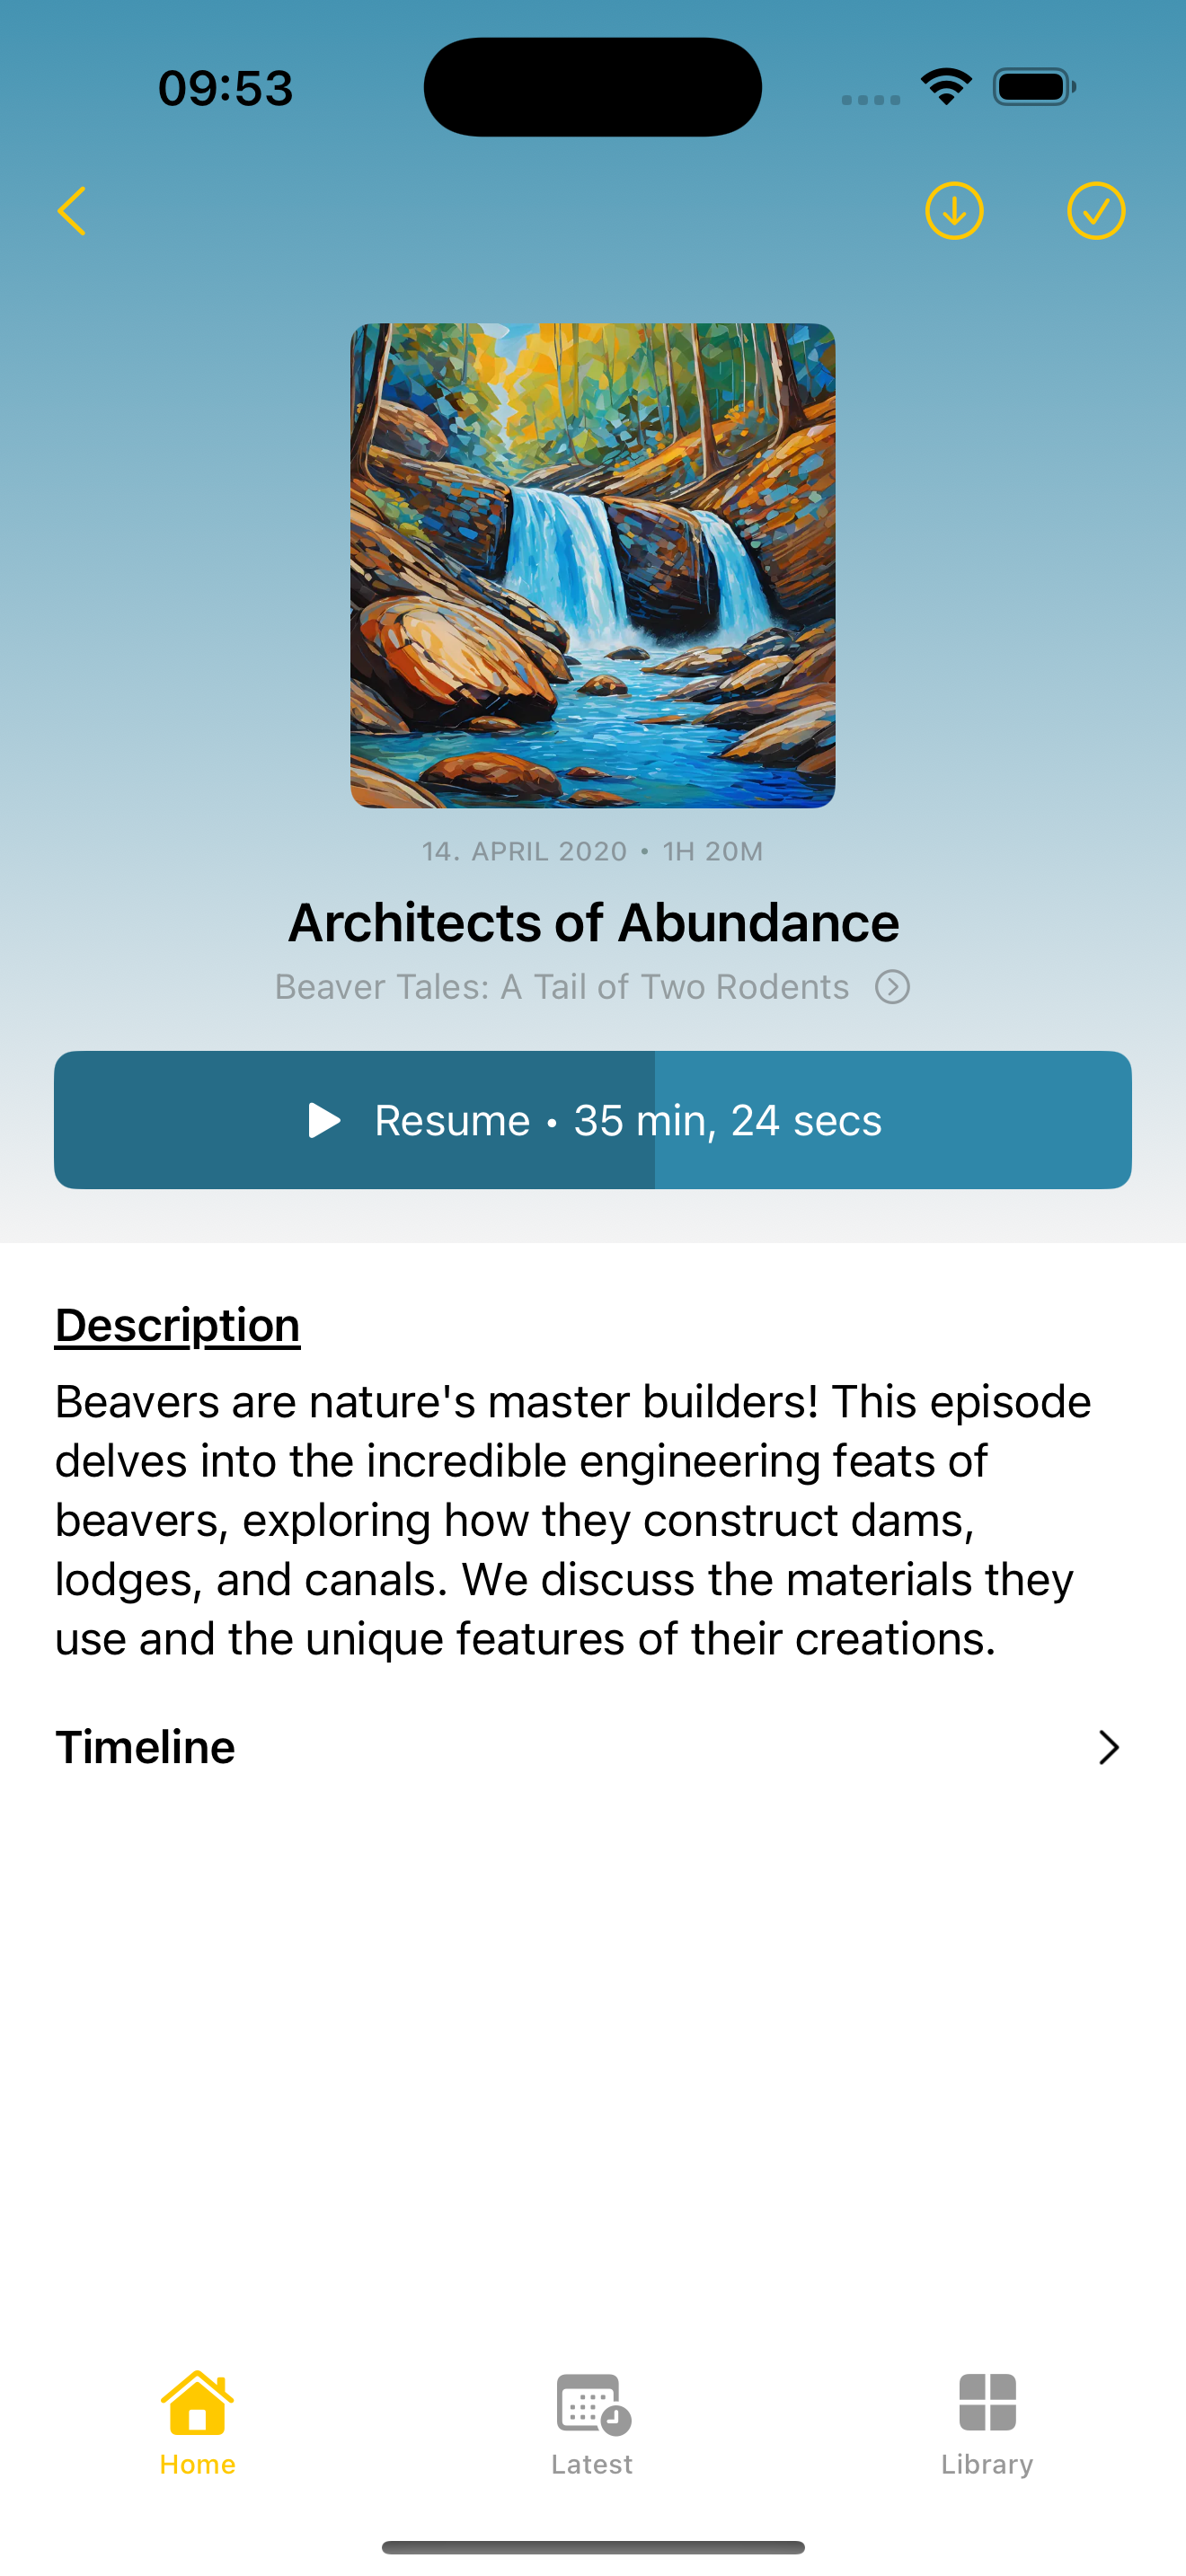 09:53
14. APRIL 2020 • 1H 20M
Architects of Abundance
Beaver Tales: A Tail of Two Rodents
Resume • 35 min, 24 secs
Description
Beavers are nature's master builders! This episode
delves into the incredible engineering feats of
beavers, exploring how they construct dams,
lodges, and canals. We discuss the materials they
use and the unique features of their creations.
Timeline
Home
Latest
Library